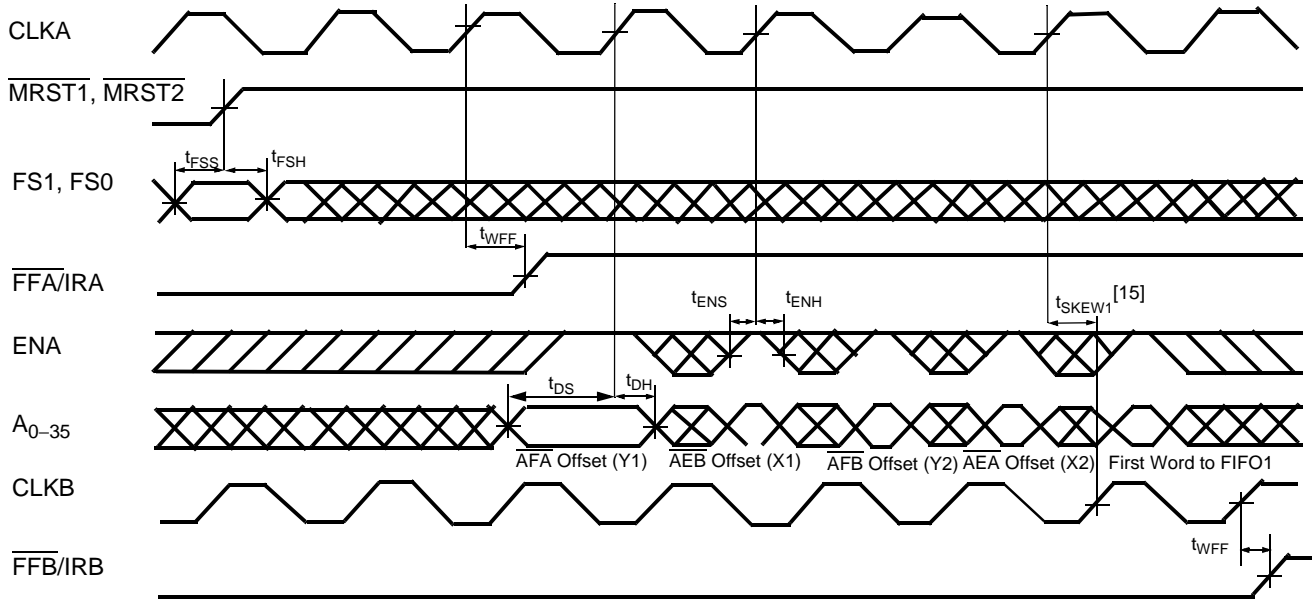 CLKA
MRST1, MRST2
tFSS tFSH
FS1, FS0
tWFF
FFA/IRA
tENS tENH tSKEW1[15]
ENA
tDS tDH
A0–35
AFA Offset (Y1) AEB Offset (X1) AFB Offset (Y2) AEA Offset (X2) First Word to FIFO1
CLKB
tWFF
FFB/IRB